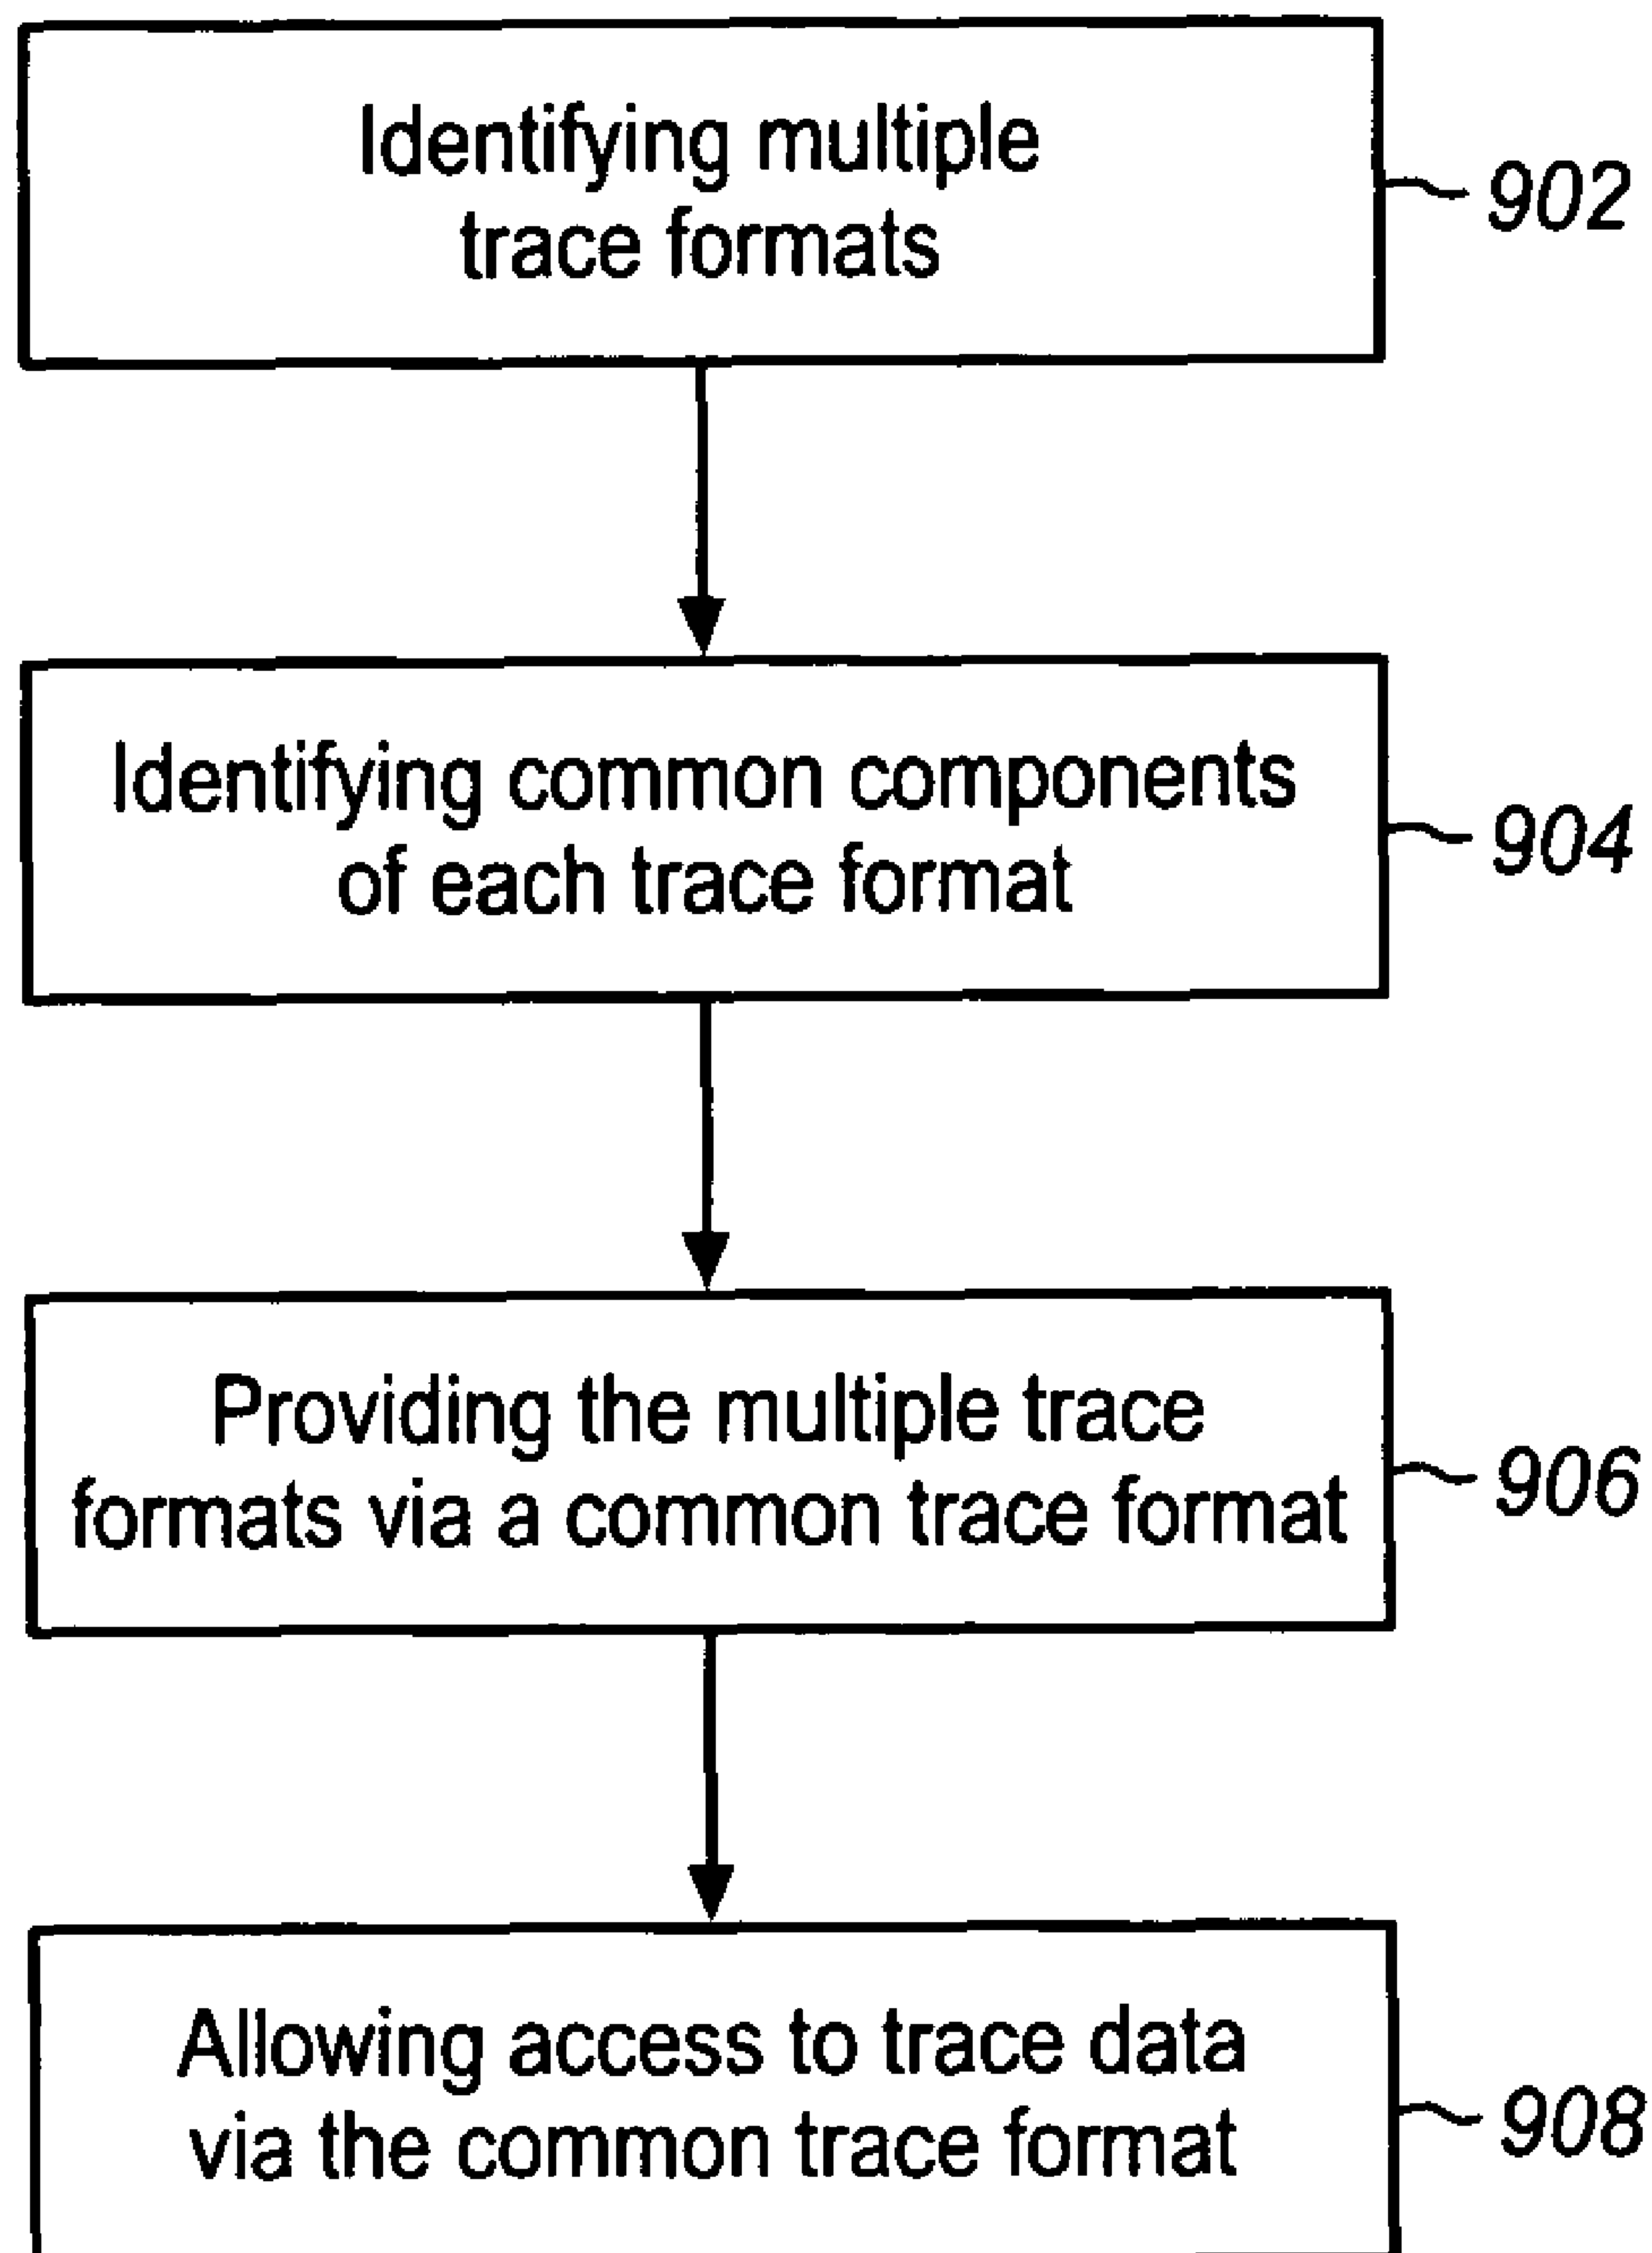 Identifying multiple
trace formats
902
Identifying common components
of each trace format
904
Providing the multiple trace
formats via a common trace format
906
Allowing access to trace data
via the common trace format
908